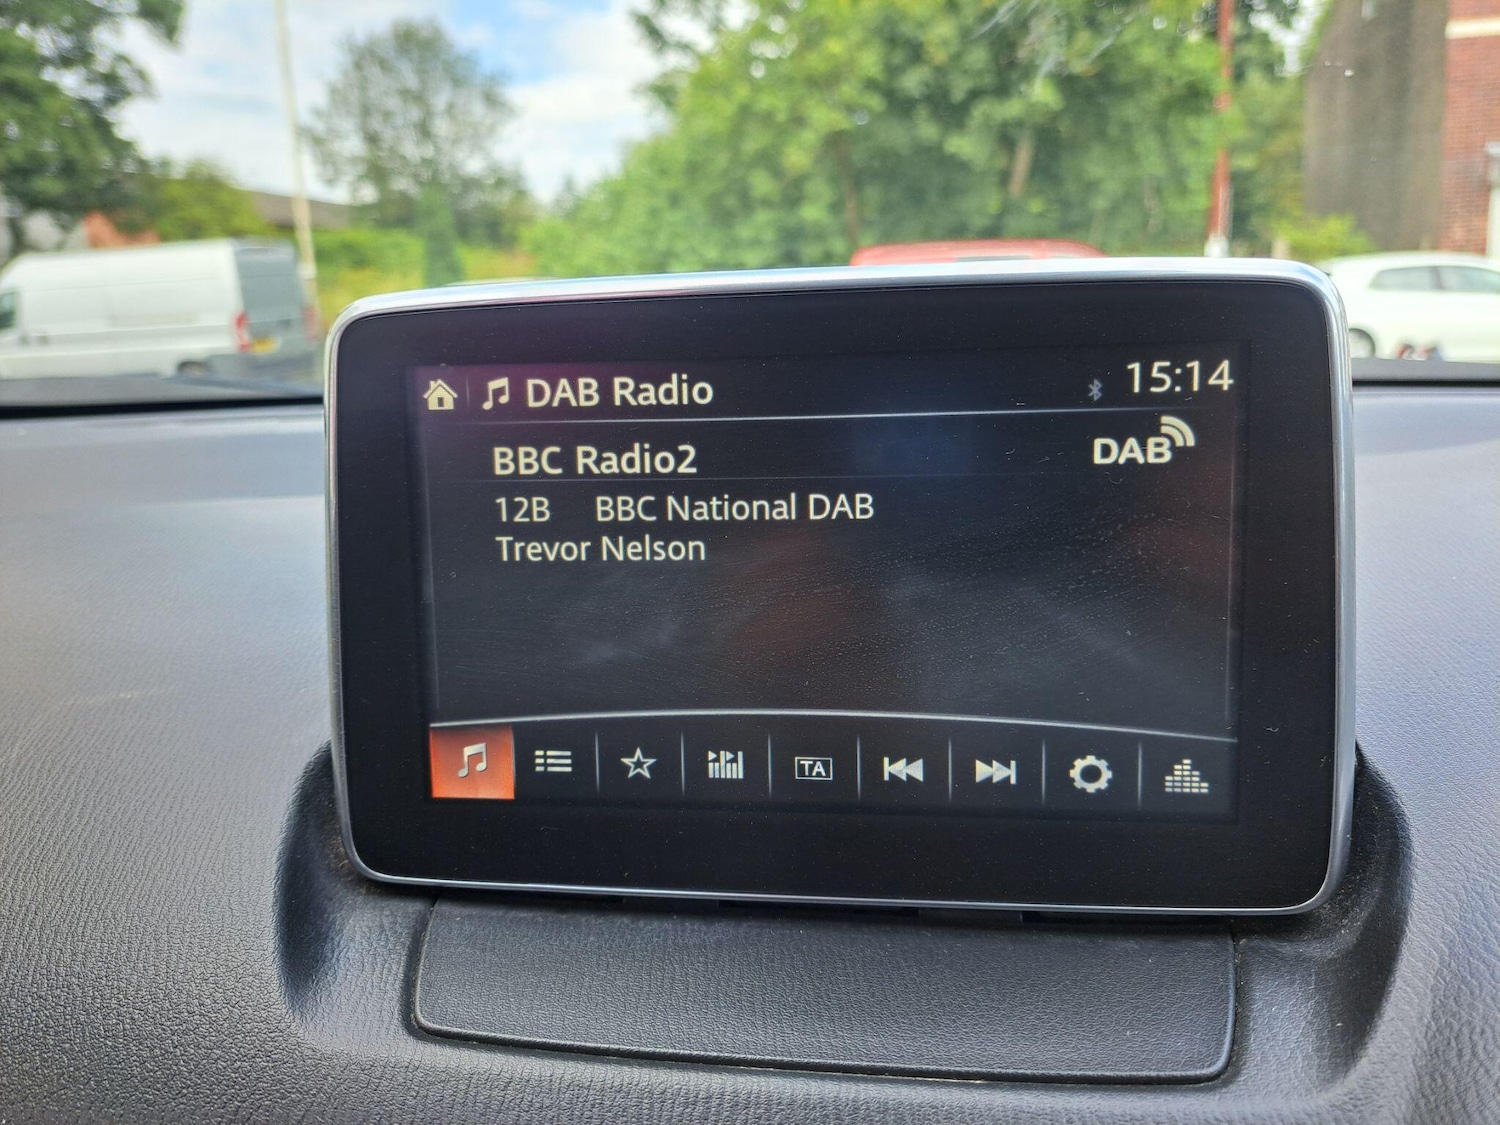 DAB Radio 15:14
BBC Radio2 DAB
12B BBC National DAB
Trevor Nelson
TA